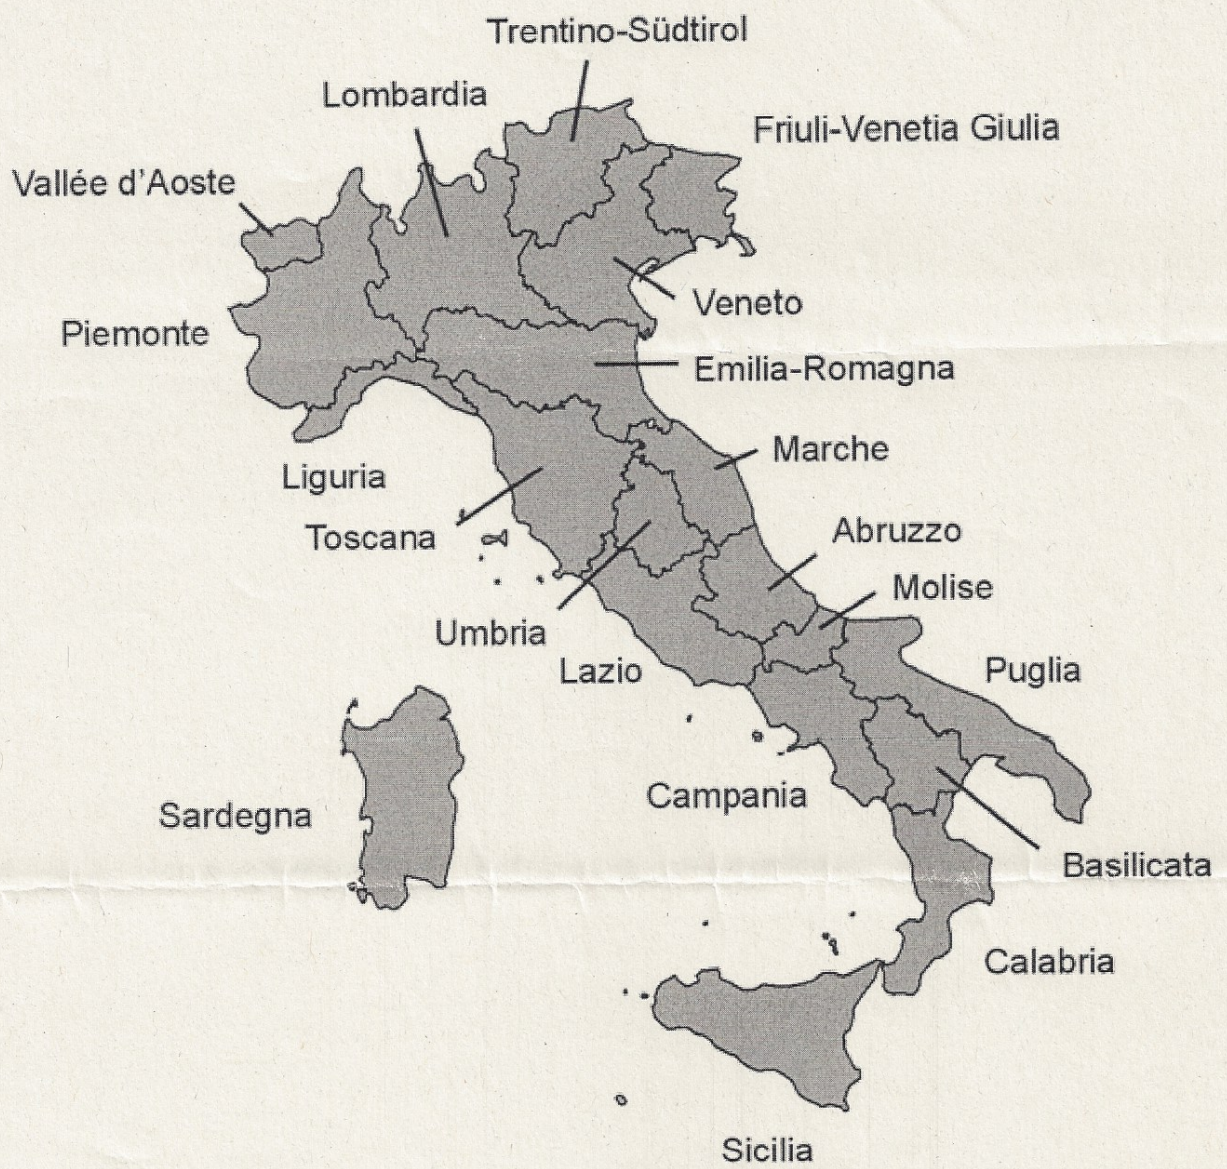 Trentino-Südtirol
Lombardia
Friuli-Venetia Giulia
Vallée d'Aoste
Veneto
Piemonte
Emilia-Romagna
Marche
Liguria
Toscana
Abruzzo
Molise
Umbria
Lazio
Puglia
Campania
Sardegna
Basilicata
Calabria
Sicilia